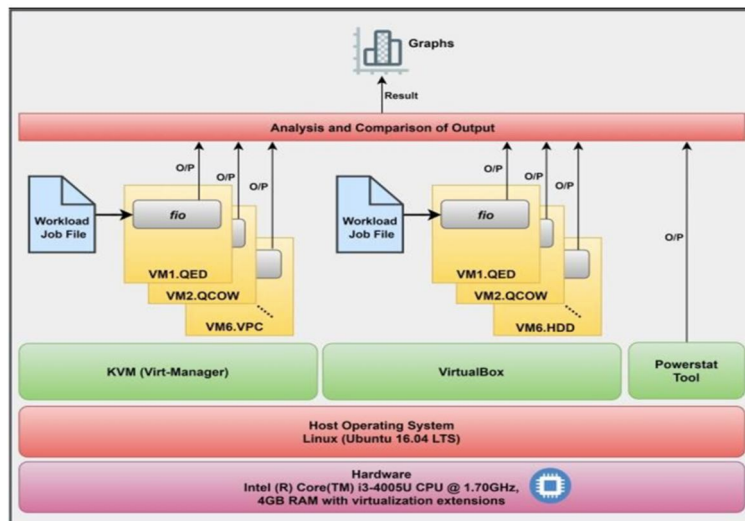 Graphs
Result
Analysis and Comparison of Output
O/P
O/P
O/P
Workload
Job File
fio
VM1.QED
VM2.QCOW
VM6.VPC
O/P
O/P
O/P
Workload
Job File
fio
VM1.QED
VM2.QCOW
VM6.HDD
O/P
KVM (Virt-Manager)
VirtualBox
Powerstat
Tool
Host Operating System
Linux (Ubuntu 16.04 LTS)
Hardware
Intel (R) Core(TM) i3-4005U CPU @ 1.70GHz,
4GB RAM with virtualization extensions